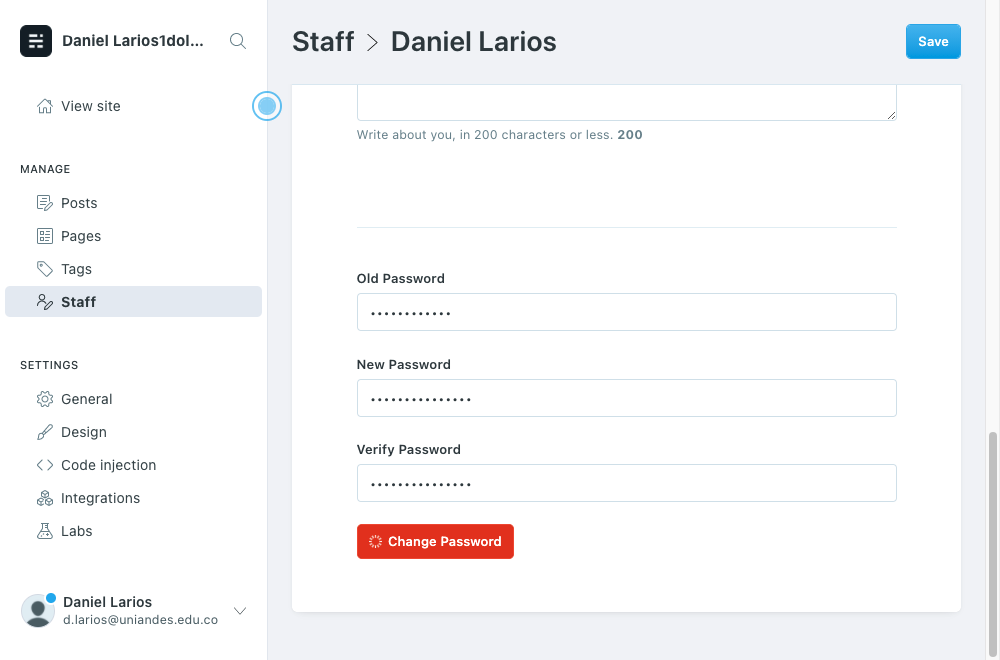 Daniel Larios1dol...
View site
MANAGE
Posts
Pages
Tags
Staff
SETTINGS
General
Design
Code injection
Integrations
Labs
Daniel Larios
d.larios@uniandes.edu.co
Staff > Daniel Larios
Save
Write about you, in 200 characters or less. 200
Old Password
••••••••••••
New Password
•••••••••••••••
Verify Password
•••••••••••••••
Change Password